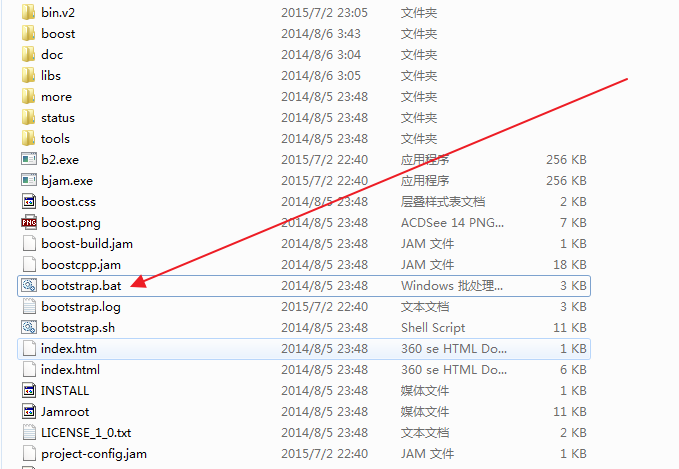 bin.v2 2015/7/2 23:05 文件夹
boost 2014/8/6 3:43 文件夹
doc 2014/8/6 3:04 文件夹
libs 2014/8/6 3:05 文件夹
more 2014/8/5 23:48 文件夹
status 2014/8/5 23:48 文件夹
tools 2014/8/5 23:48 文件夹
b2.exe 2015/7/2 22:40 应用程序 256 KB
bjam.exe 2015/7/2 22:40 应用程序 256 KB
boost.css 2014/8/5 23:48 层叠样式表文档 2 KB
boost.png 2014/8/5 23:48 ACDSee 14 PNG... 7 KB
boost-build.jam 2014/8/5 23:48 JAM 文件 1 KB
boostcpp.jam 2014/8/5 23:48 JAM 文件 18 KB
bootstrap.bat 2014/8/5 23:48 Windows 批处理... 3 KB
bootstrap.log 2015/7/2 22:40 文本文档 3 KB
bootstrap.sh 2014/8/5 23:48 Shell Script 11 KB
index.htm 2014/8/5 23:48 360 se HTML Do... 1 KB
index.html 2014/8/5 23:48 360 se HTML Do... 6 KB
INSTALL 2014/8/5 23:48 媒体文件 1 KB
Jamroot 2014/8/5 23:48 媒体文件 11 KB
LICENSE_1_0.txt 2014/8/5 23:48 文本文档 2 KB
project-config.jam 2015/7/2 22:40 JAM 文件 1 KB